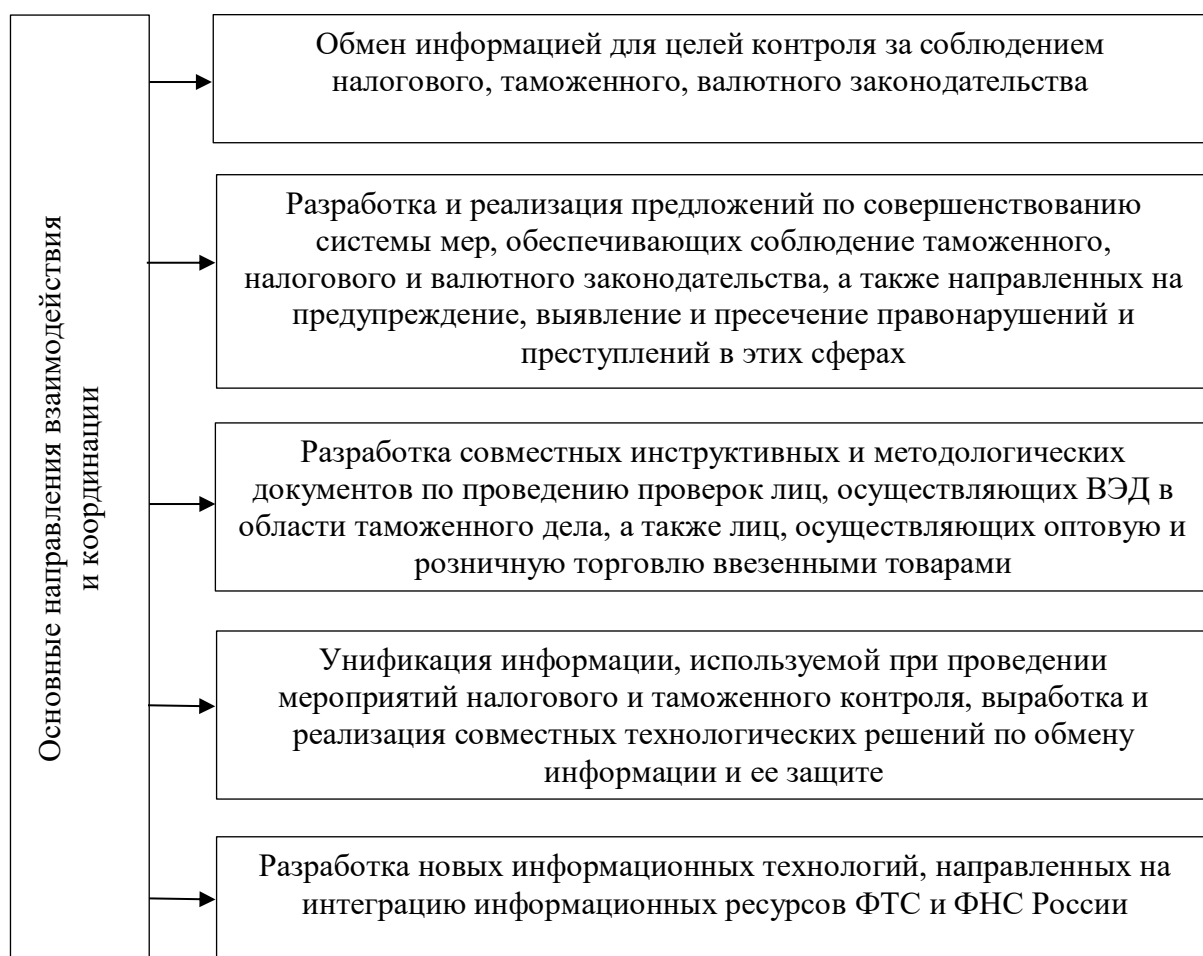 Основные направления взаимодействия
и координации
Обмен информацией для целей контроля за соблюдением
налогового, таможенного, валютного законодательства
Разработка и реализация предложений по совершенствованию
системы мер, обеспечивающих соблюдение таможенного,
налогового и валютного законодательства, а также направленных на
предупреждение, выявление и пресечение правонарушений и
преступлений в этих сферах
Разработка совместных инструктивных и методологических
документов по проведению проверок лиц, осуществляющих ВЭД в
области таможенного дела, а также лиц, осуществляющих оптовую и
розничную торговлю ввезенными товарами
Унификация информации, используемой при проведении
мероприятий налогового и таможенного контроля, выработка и
реализация совместных технологических решений по обмену
информации и ее защите
Разработка новых информационных технологий, направленных на
интеграцию информационных ресурсов ФТС и ФНС России